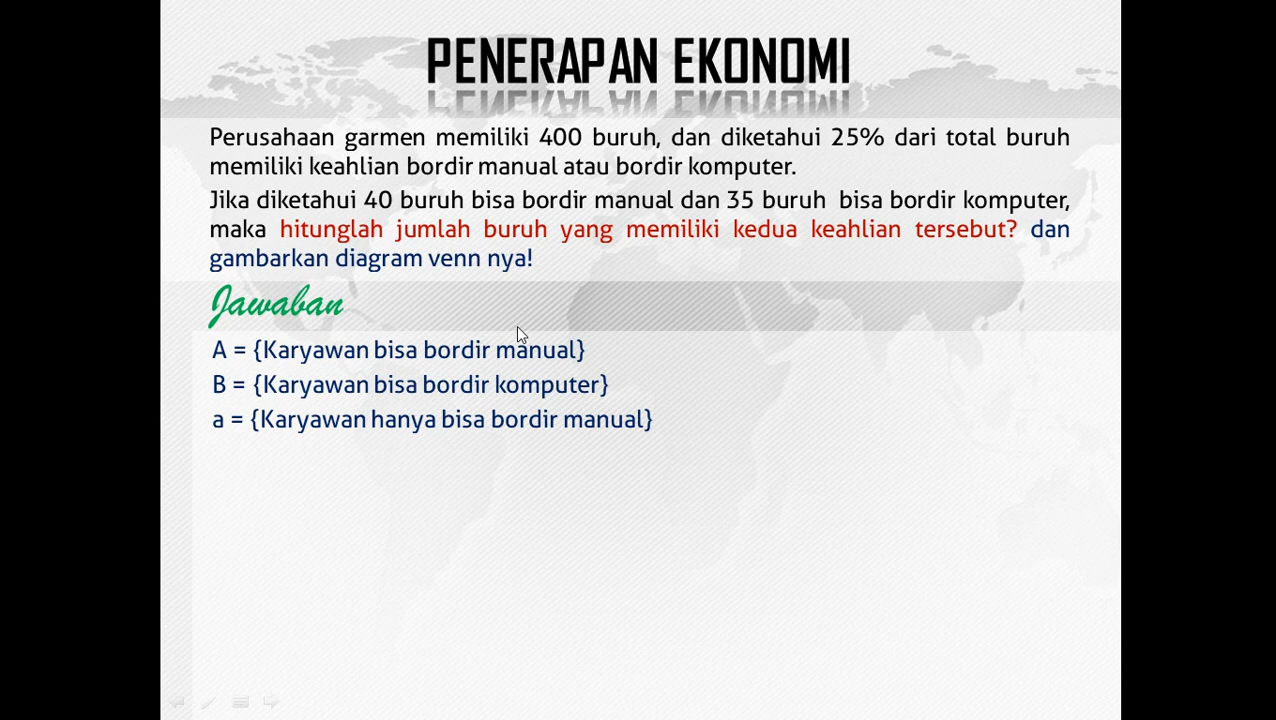 PENERAPAN EKONOMI
Perusahaan garmen memiliki 400 buruh, dan diketahui 25% dari total buruh
memiliki keahlian bordir manual atau bordir komputer.
Jika diketahui 40 buruh bisa bordir manual dan 35 buruh bisa bordir komputer,
maka hitunglah jumlah buruh yang memiliki kedua keahlian tersebut? dan
gambarkan diagram venn nya!
Jawaban
A = {Karyawan bisa bordir manual}
B = {Karyawan bisa bordir komputer}
a = {Karyawan hanya bisa bordir manual}